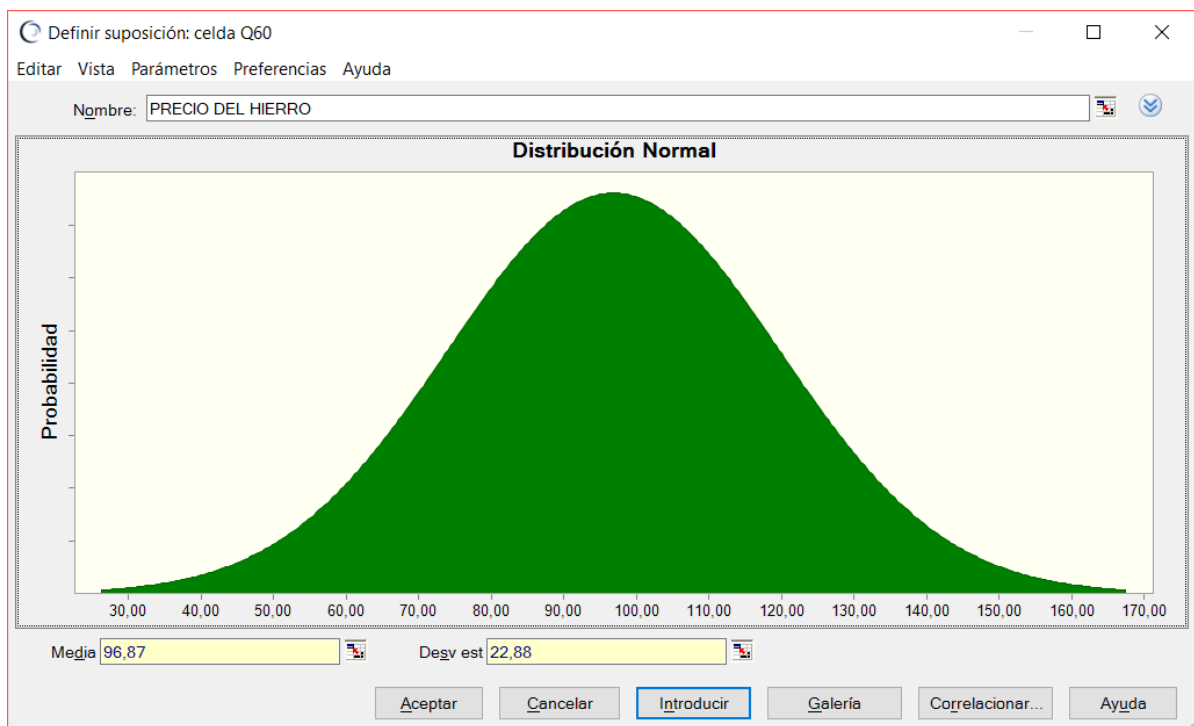 Definir suposición: celda Q60
Editar Vista Parámetros Preferencias Ayuda
Nombre: PRECIO DEL HIERRO
Distribución Normal
Probabilidad
30,00 40,00 50,00 60,00 70,00 80,00 90,00 100,00 110,00 120,00 130,00 140,00 150,00 160,00 170,00
Media 96,87 Desv est 22,88
Aceptar Cancelar Introducir Galería Correlacionar... Ayuda